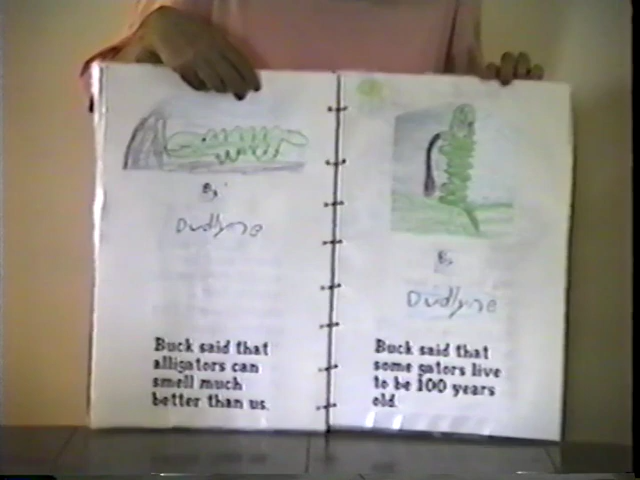 By
Dudlyne
Buck said that
alligators can
smell much
better than us.
By
Dudlyne
Buck said that
some gators live
to be 100 years
old.